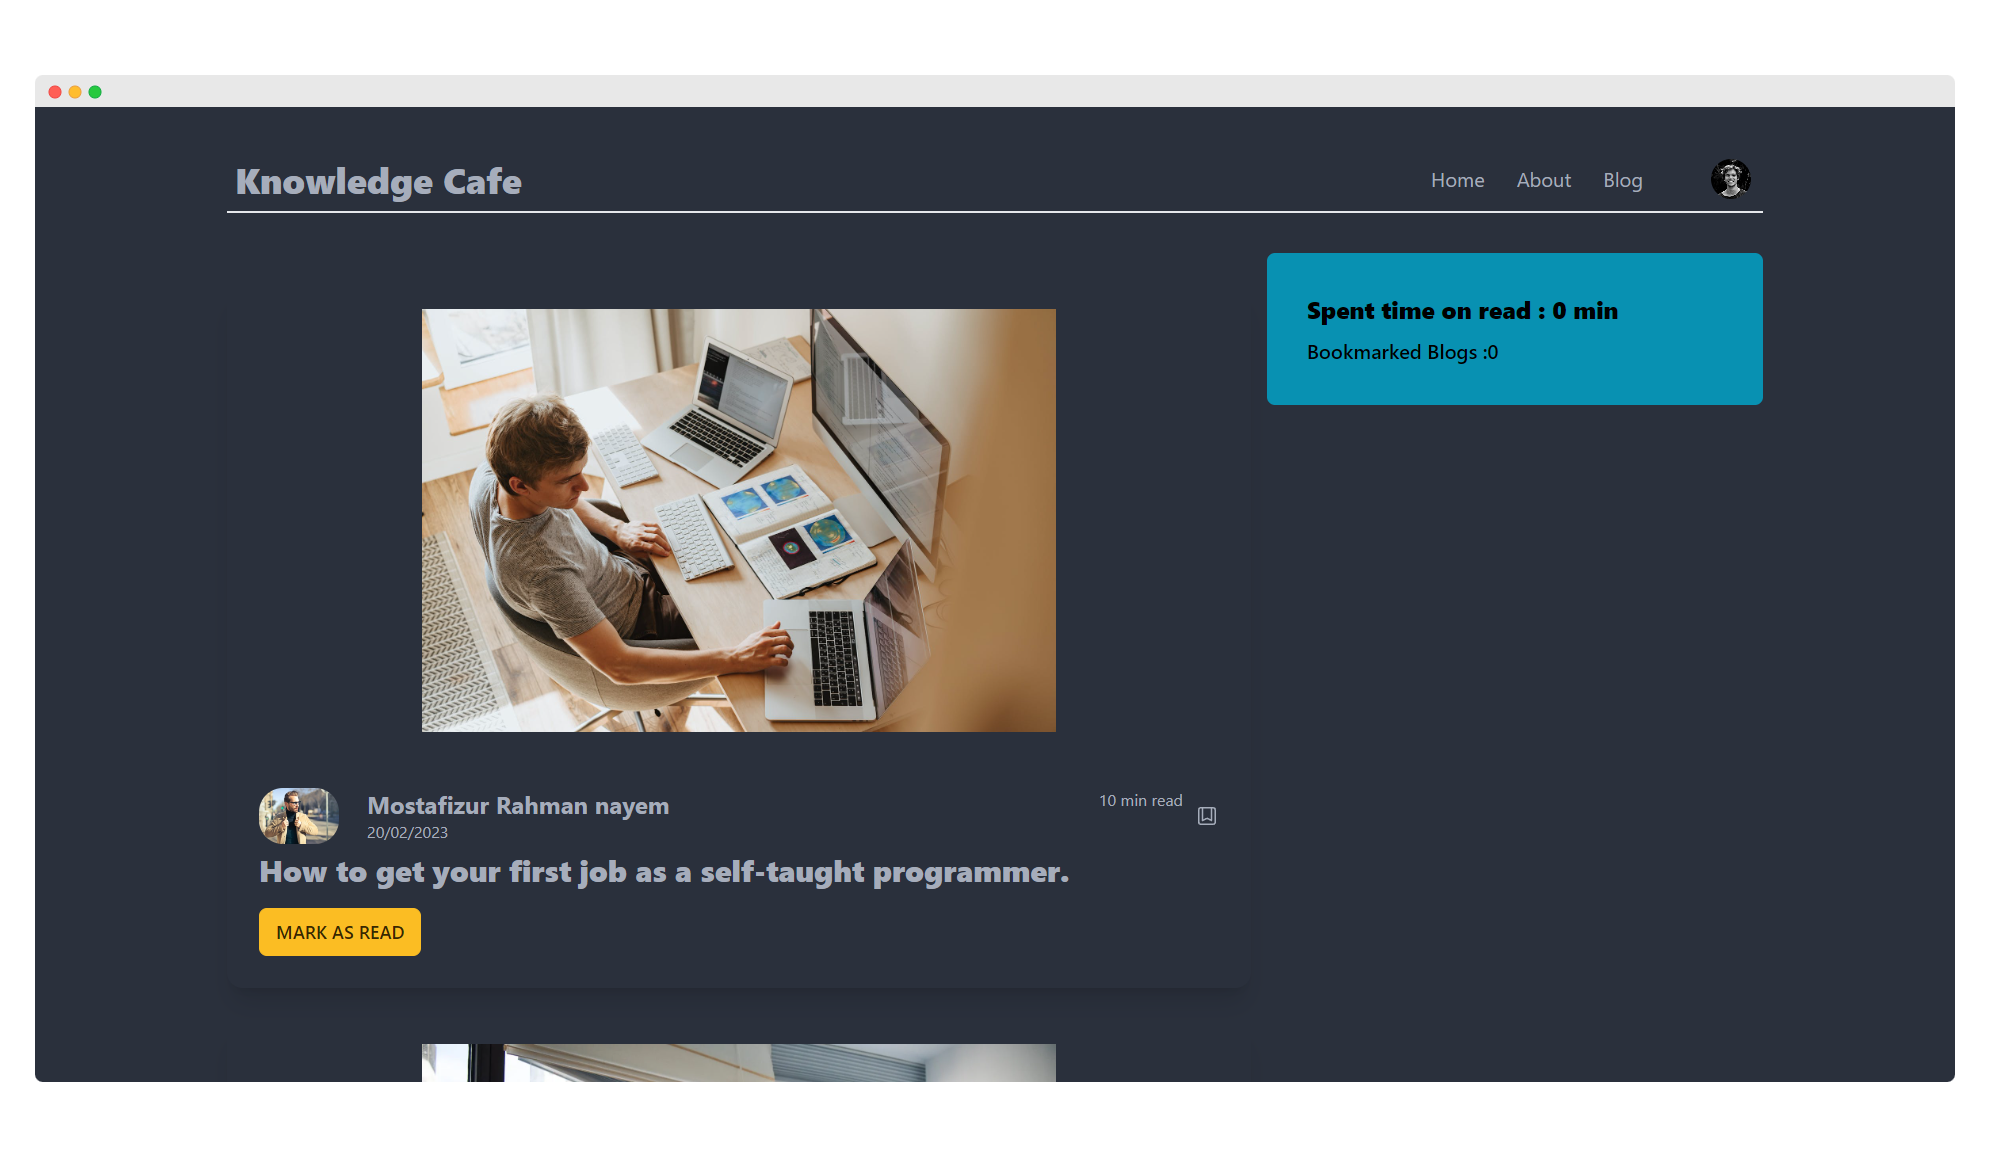 Knowledge Cafe
Home
About
Blog
Spent time on read : 0 min
Bookmarked Blogs :0
Mostafizur Rahman nayem
20/02/2023
10 min read
How to get your first job as a self-taught programmer.
MARK AS READ